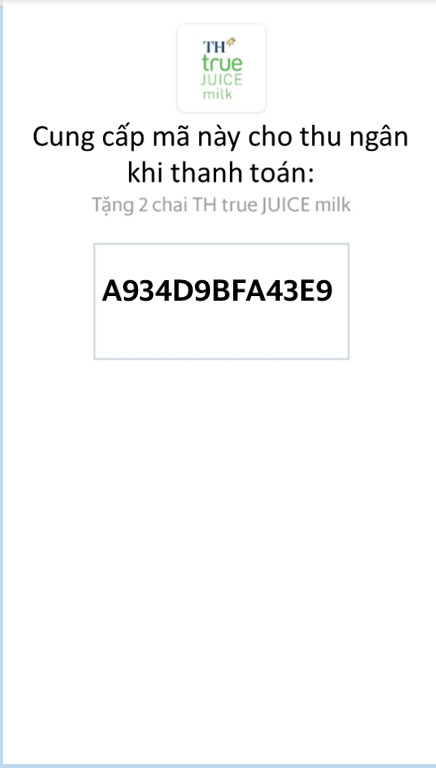 TH
true
JUICE
milk
Cung cấp mã này cho thu ngân
khi thanh toán:
Tặng 2 chai TH true JUICE milk
A934D9BFA43E9